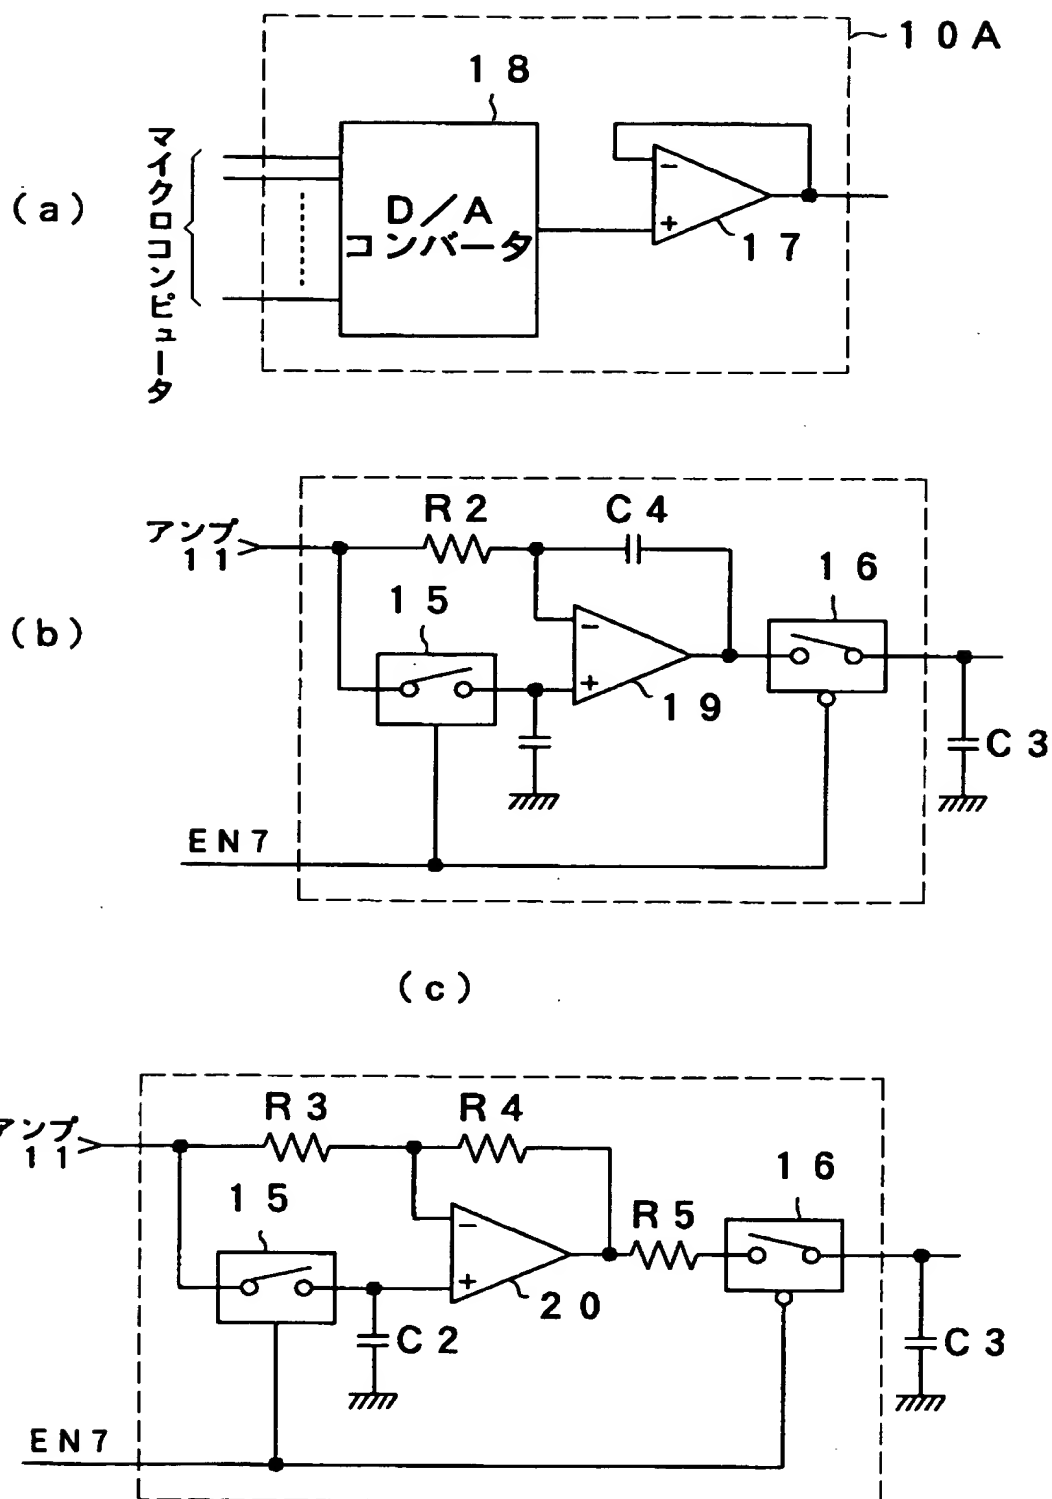 10A
18
マイクロコンピュータ
(a)
D/A
コンバータ
−
+
17
R2
C4
アンプ
11
16
15
(b)
−
+
19
C3
EN7
(c)
R3
R4
アンプ
11
16
15
R5
−
+
20
C2
C3
EN7